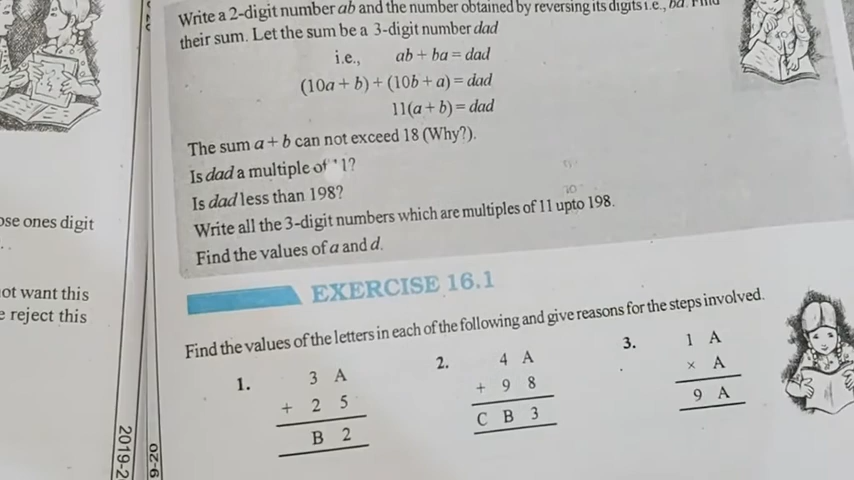 Write a 2-digit number ab and the number obtained by reversing its digits i.e., ba. Find
their sum. Let the sum be a 3-digit number dad
i.e., ab + ba = dad
(10a + b) + (10b + a) = dad
11(a + b) = dad
The sum a + b can not exceed 18 (Why?).
Is dad a multiple of 11?
Is dad less than 198?
Write all the 3-digit numbers which are multiples of 11 upto 198.
Find the values of a and d.
ose ones digit
. .
ot want this
e reject this
EXERCISE 16.1
Find the values of the letters in each of the following and give reasons for the steps involved.
1. 3 A
+ 2 5
B 2
2. 4 A
+ 9 8
C B 3
3. 1 A
× A
9 A
2019-2